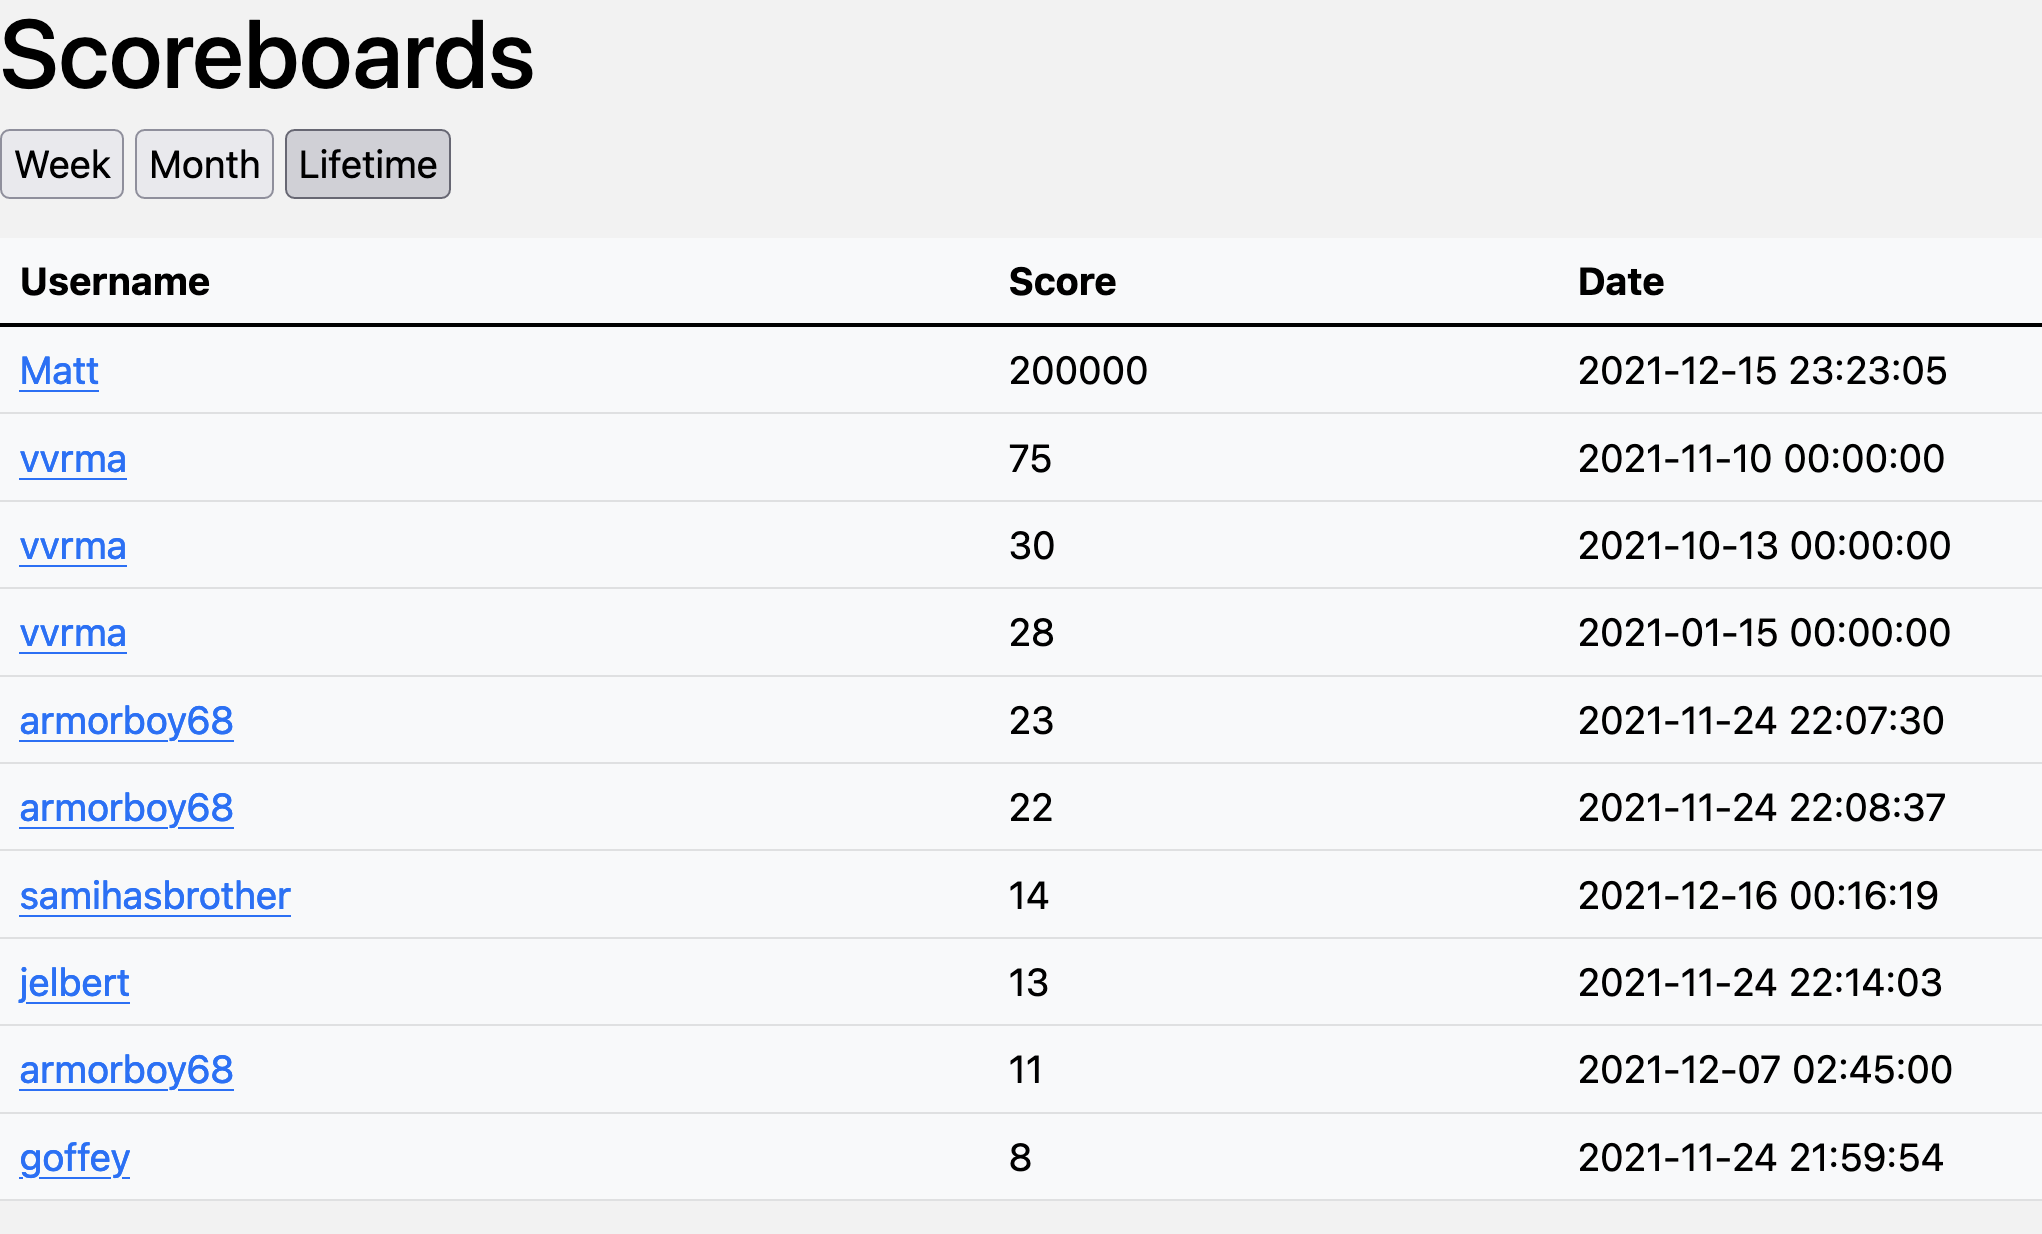 Scoreboards
Week Month Lifetime
Username Score Date
Matt 200000 2021-12-15 23:23:05
vvrma 75 2021-11-10 00:00:00
vvrma 30 2021-10-13 00:00:00
vvrma 28 2021-01-15 00:00:00
armorboy68 23 2021-11-24 22:07:30
armorboy68 22 2021-11-24 22:08:37
samihasbrother 14 2021-12-16 00:16:19
jelbert 13 2021-11-24 22:14:03
armorboy68 11 2021-12-07 02:45:00
goffey 8 2021-11-24 21:59:54